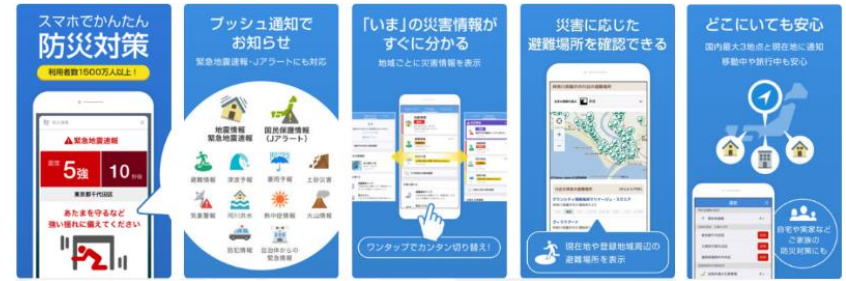 スマホでかんたん
防災対策
利用者数1500万人以上!
緊急地震速報
震度
5強
10
秒後
東京都千代田区
あたまを守るなど
強い揺れに備えてください
プッシュ通知で
お知らせ
緊急地震速報・Jアラートにも対応
地震情報
緊急地震速報
国民保護情報
(Jアラート)
避難情報
津波予報
豪雨予報
土砂災害
気象警報
河川洪水
熱中症情報
火山情報
防犯情報
自治体からの
緊急情報
「いま」の災害情報が
すぐに分かる
地域ごとに災害情報を表示
ワンタップでカンタン切り替え!
災害に応じた
避難場所を確認できる
現在地や登録地域周辺の
避難場所を表示
どこにいても安心
国内最大3地点と現在地に通知
移動中や旅行中も安心
設定
自宅や実家など
ご家族の
防災対策にも